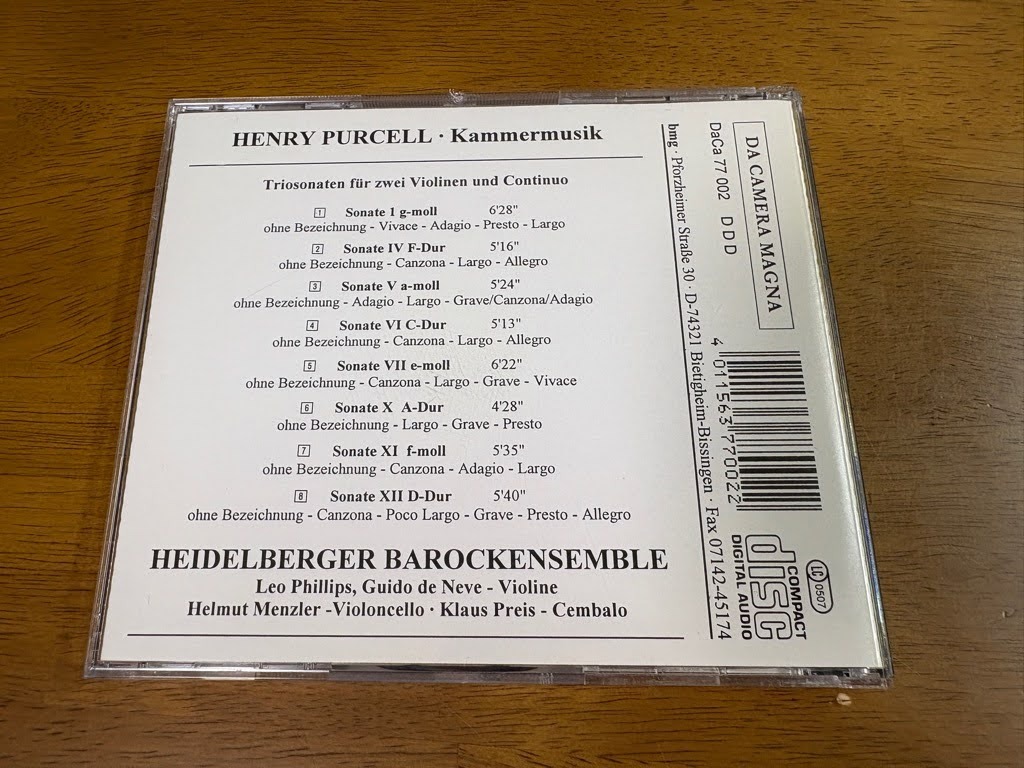 HENRY PURCELL · Kammermusik
Triosonaten für zwei Violinen und Continuo
1 Sonate 1 g-moll 6'28"
ohne Bezeichnung - Vivace - Adagio - Presto - Largo
2 Sonate IV F-Dur 5'16"
ohne Bezeichnung - Canzona - Largo - Allegro
3 Sonate V a-moll 5'24"
ohne Bezeichnung - Adagio - Largo - Grave/Canzona/Adagio
4 Sonate VI C-Dur 5'13"
ohne Bezeichnung - Canzona - Largo - Allegro
5 Sonate VII e-moll 6'22"
ohne Bezeichnung - Canzona - Largo - Grave - Vivace
6 Sonate X A-Dur 4'28"
ohne Bezeichnung - Largo - Grave - Presto
7 Sonate XI f-moll 5'35"
ohne Bezeichnung - Canzona - Adagio - Largo
8 Sonate XII D-Dur 5'40"
ohne Bezeichnung - Canzona - Poco Largo - Grave - Presto - Allegro
HEIDELBERGER BAROCKENSEMBLE
Leo Phillips, Guido de Neve - Violine
Helmut Menzler -Violoncello · Klaus Preis - Cembalo
DA CAMERA MAGNA
DaCa 77 002 DDD
bmg · Pforzheimer Straße 30 · D-74321 Bietigheim-Bissingen · Fax 07142-45174
4 011563 770022
COMPACT
disc
DIGITAL AUDIO
LC 0507